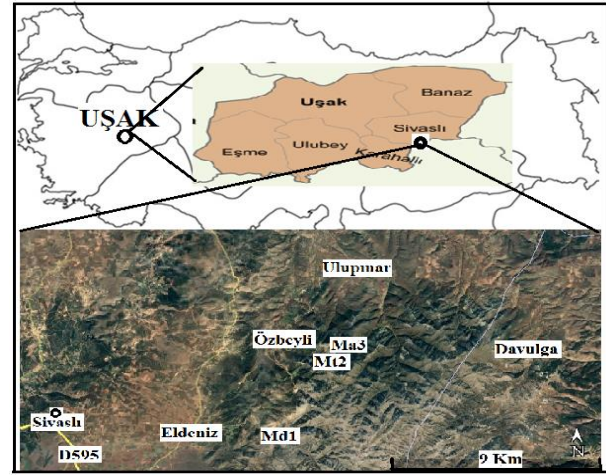 UŞAK
Uşak
Banaz
Sivaslı
Eşme
Ulubey
Karahallı
Ulupınar
Özbeyli
Ma3
Mt2
Davulga
Sivaslı
Eldeniz
Md1
D595
N
9 Km